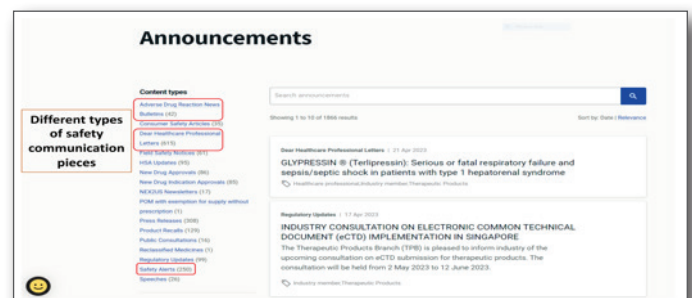 Announcements
Different types
of safety
communication
pieces
Content types
Adverse Drug Reaction News
Bulletins (42)
Consumer Safety Articles (35)
Dear Healthcare Professional
Letters (615)
Field Safety Notices (61)
HSA Updates (95)
New Drug Approvals (86)
New Drug Indication Approvals (89)
NEXUS Newsletters (17)
POM with exemption for supply without
prescription (1)
Press Releases (308)
Product Recalls (129)
Public Consultations (16)
Reclassified Medicines (1)
Regulatory Updates (99)
Safety Alerts (250)
Speeches (26)
Search announcements
Showing 1 to 10 of 1866 results
Sort by: Date | Relevance
Dear Healthcare Professional Letters | 21 Apr 2023
GLYPRESSIN ® (Terlipressin): Serious or fatal respiratory failure and
sepsis/septic shock in patients with type 1 hepatorenal syndrome
Healthcare professional,Industry member,Therapeutic Products
Regulatory Updates | 17 Apr 2023
INDUSTRY CONSULTATION ON ELECTRONIC COMMON TECHNICAL
DOCUMENT (eCTD) IMPLEMENTATION IN SINGAPORE
The Therapeutic Products Branch (TPB) is pleased to inform industry of the
upcoming consultation on eCTD submission for therapeutic products. The
consultation will be held from 2 May 2023 to 12 June 2023.
Industry member,Therapeutic Products